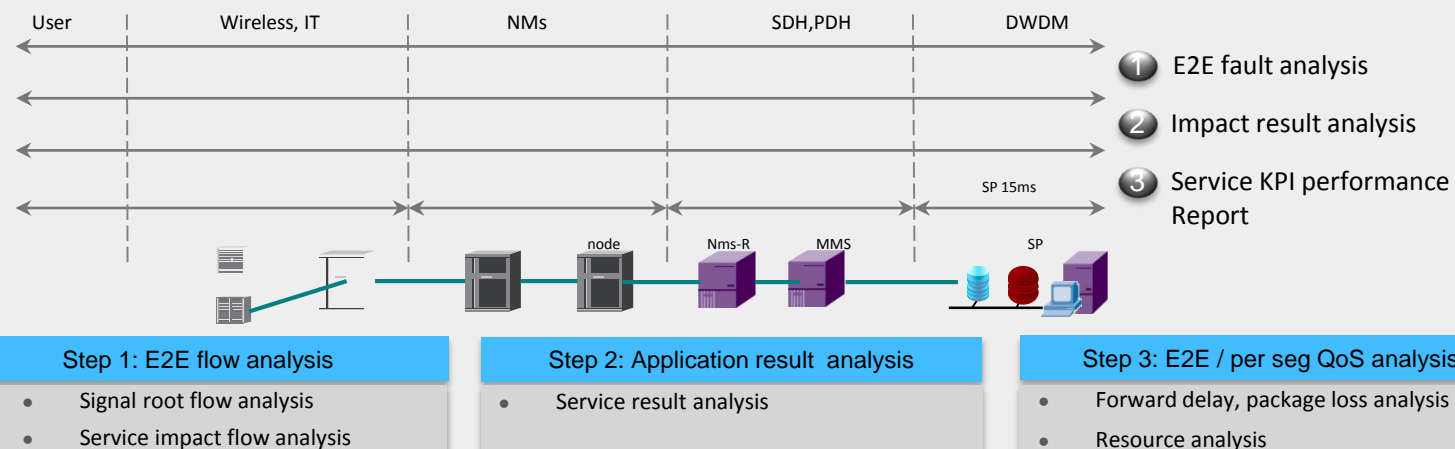 User Wireless, IT NMs SDH,PDH DWDM
1 E2E fault analysis
2 Impact result analysis
3 Service KPI performance
Report
SP 15ms
node Nms-R MMS SP
Step 1: E2E flow analysis
Signal root flow analysis
Service impact flow analysis
Step 2: Application result analysis
Service result analysis
Step 3: E2E / per seg QoS analysis
Forward delay, package loss analysis
Resource analysis